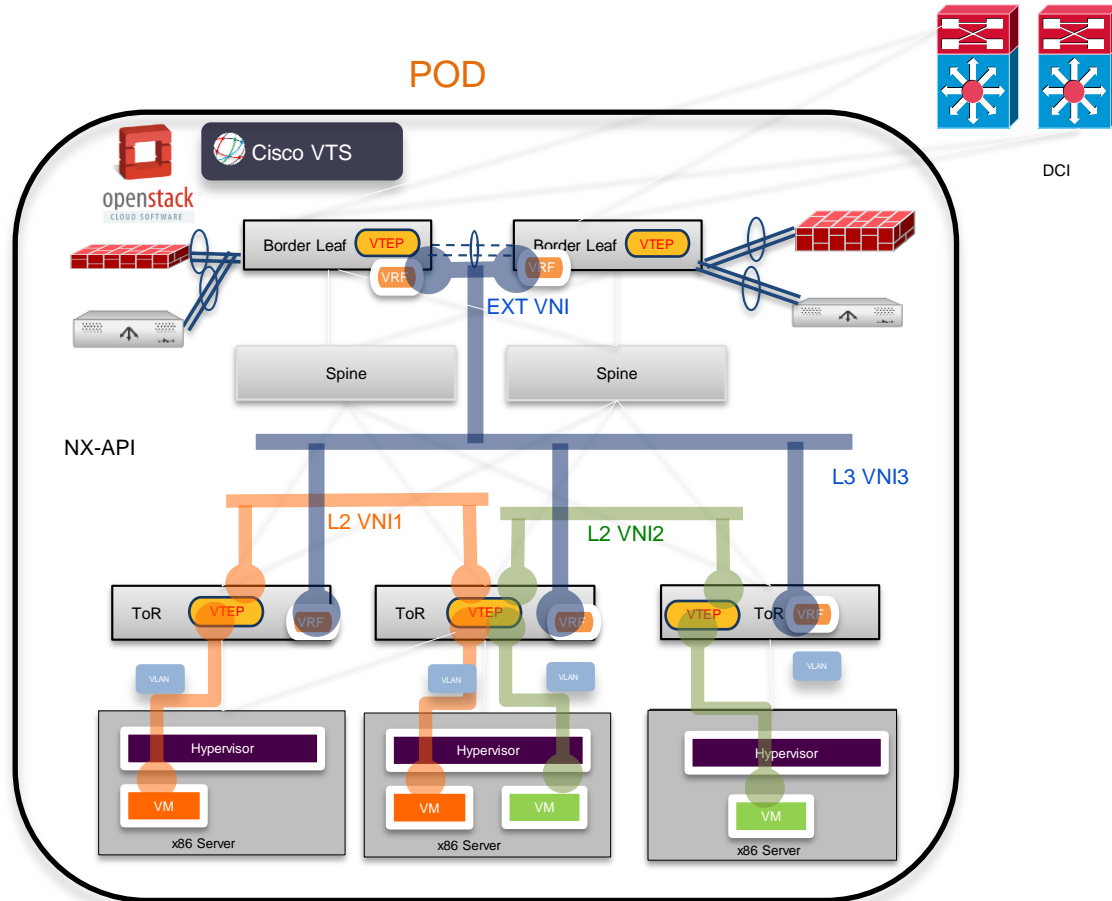 POD
DCI
openstack
CLOUD SOFTWARE
Cisco VTS
Border Leaf
VTEP
VRF
Border Leaf
VTEP
VRF
EXT VNI
Spine
Spine
NX-API
L3 VNI3
L2 VNI1
L2 VNI2
ToR
VTEP
VRF
ToR
VTEP
VRF
VTEP
ToR
VRF
VLAN
VLAN
VLAN
VLAN
Hypervisor
VM
x86 Server
Hypervisor
VM
VM
x86 Server
Hypervisor
VM
x86 Server